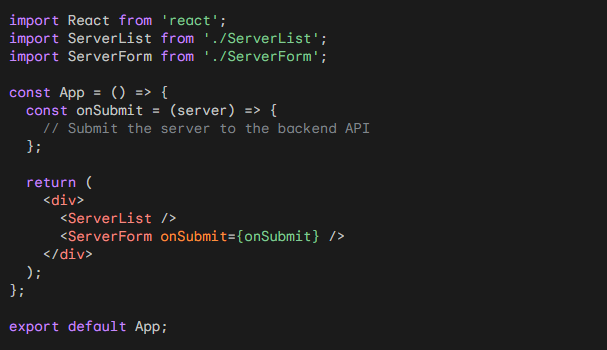 import React from 'react';
import ServerList from './ServerList';
import ServerForm from './ServerForm';

const App = () => {
  const onSubmit = (server) => {
    // Submit the server to the backend API
  };

  return (
    <div>
      <ServerList />
      <ServerForm onSubmit={onSubmit} />
    </div>
  );
};

export default App;